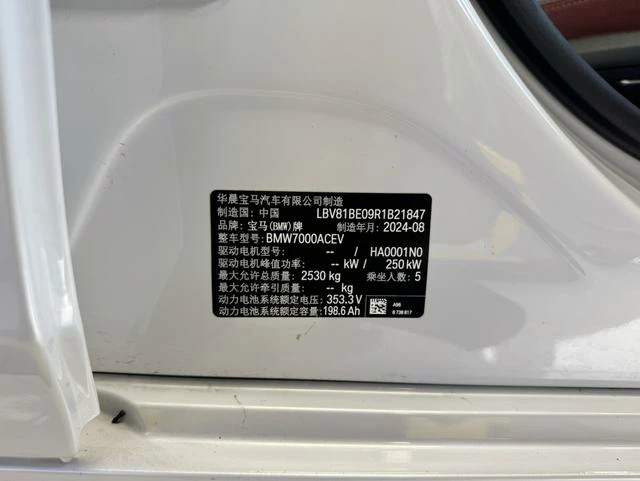 华晨宝马汽车有限公司制造
制造国: 中国 LBV81BE09R1B21847
品牌: 宝马(BMW)牌 制造年月: 2024-08
整车型号: BMW7000ACEV
驱动电机型号: -- / HA0001N0
驱动电机峰值功率: -- kW / 250 kW
最大允许总质量: 2530 kg 乘坐人数: 5
最大允许牵引质量: -- kg
动力电池系统额定电压: 353.3 V
动力电池系统额定容量: 198.6 Ah
A96
6 739 817